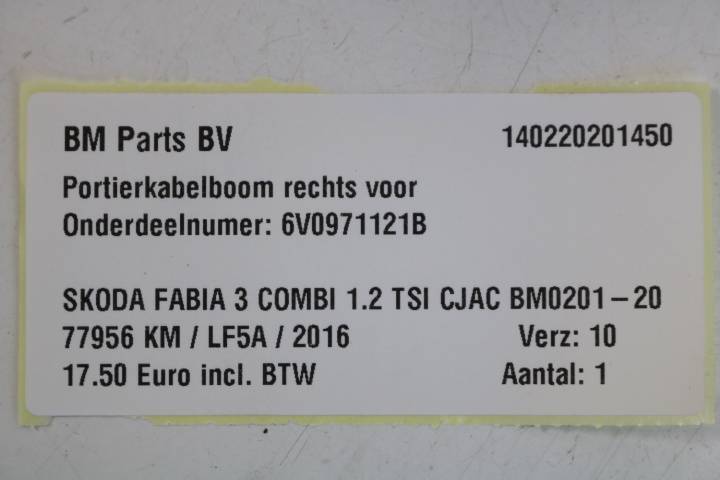 BM Parts BV 140220201450
Portierkabelboom rechts voor
Onderdeelnumer: 6V0971121B
SKODA FABIA 3 COMBI 1.2 TSI CJAC BM0201-20
77956 KM / LF5A / 2016 Verz: 10
17.50 Euro incl. BTW Aantal: 1